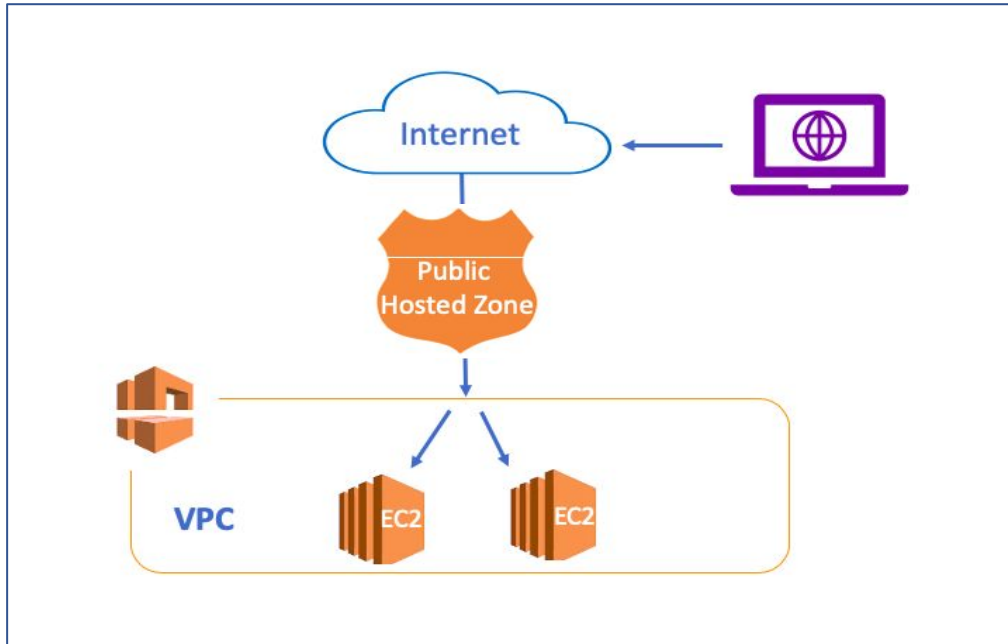 Internet
Public
Hosted Zone
VPC
EC2
EC2